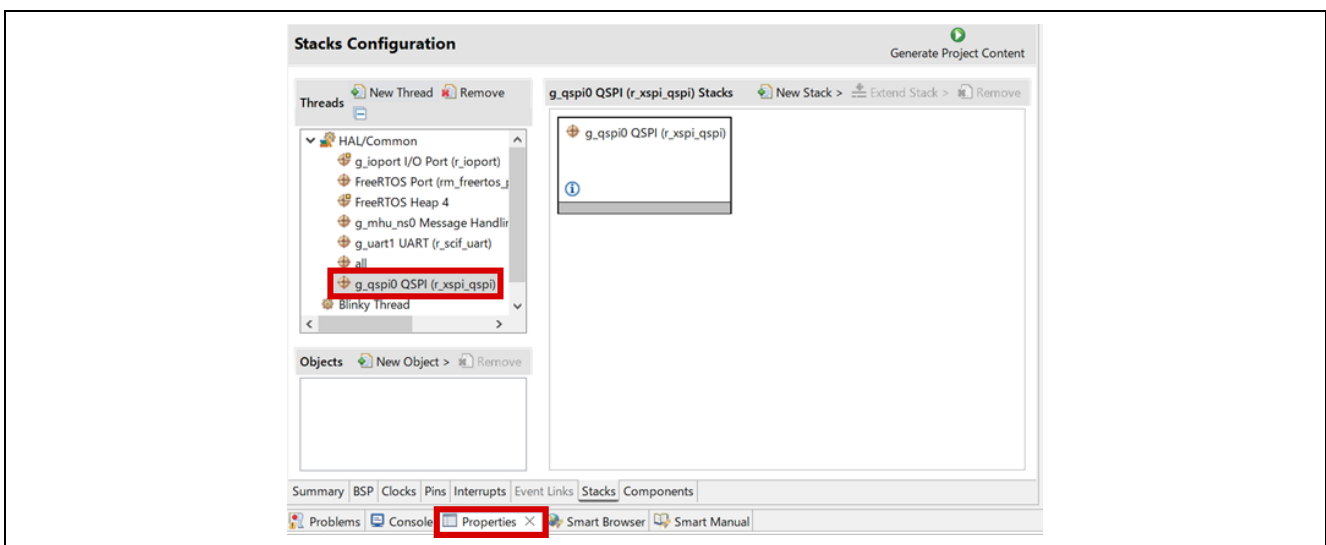 Stacks Configuration
Generate Project Content
Threads
New Thread
Remove
HAL/Common
g_ioport I/O Port (r_ioport)
FreeRTOS Port (rm_freertos_p
FreeRTOS Heap 4
g_mhu_ns0 Message Handlin
g_uart1 UART (r_scif_uart)
all
g_qspi0 QSPI (r_xspi_qspi)
Blinky Thread
Objects
New Object >
Remove
g_qspi0 QSPI (r_xspi_qspi) Stacks
New Stack >
Extend Stack >
Remove
g_qspi0 QSPI (r_xspi_qspi)
Summary BSP Clocks Pins Interrupts Event Links Stacks Components
Problems Console Properties Smart Browser Smart Manual